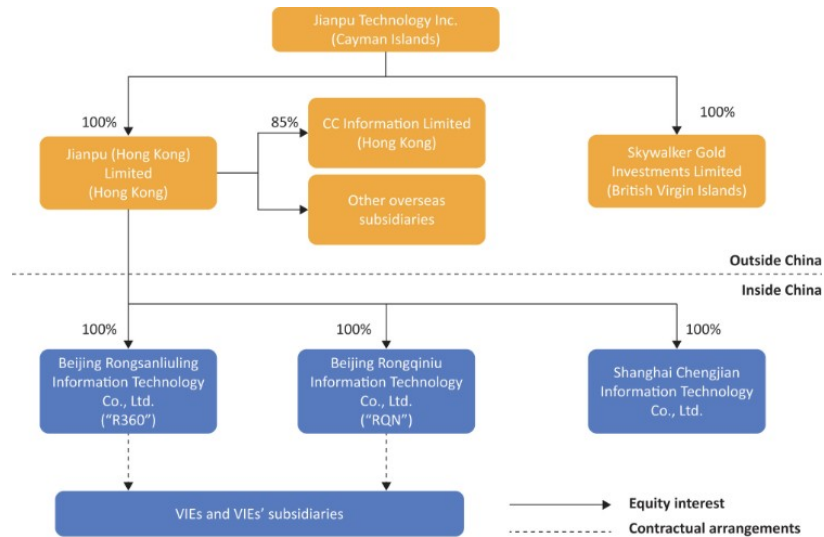 Jianpu Technology Inc.
(Cayman Islands)
100%
85%
100%
Jianpu (Hong Kong)
Limited
(Hong Kong)
CC Information Limited
(Hong Kong)
Other overseas
subsidiaries
Skywalker Gold
Investments Limited
(British Virgin Islands)
Outside China
Inside China
100%
100%
100%
Beijing Rongsanliuling
Information Technology
Co., Ltd.
(“R360”)
Beijing Rongqiniu
Information Technology
Co., Ltd.
(“RQN”)
Shanghai Chengjian
Information Technology
Co., Ltd.
VIEs and VIEs’ subsidiaries
Equity interest
Contractual arrangements